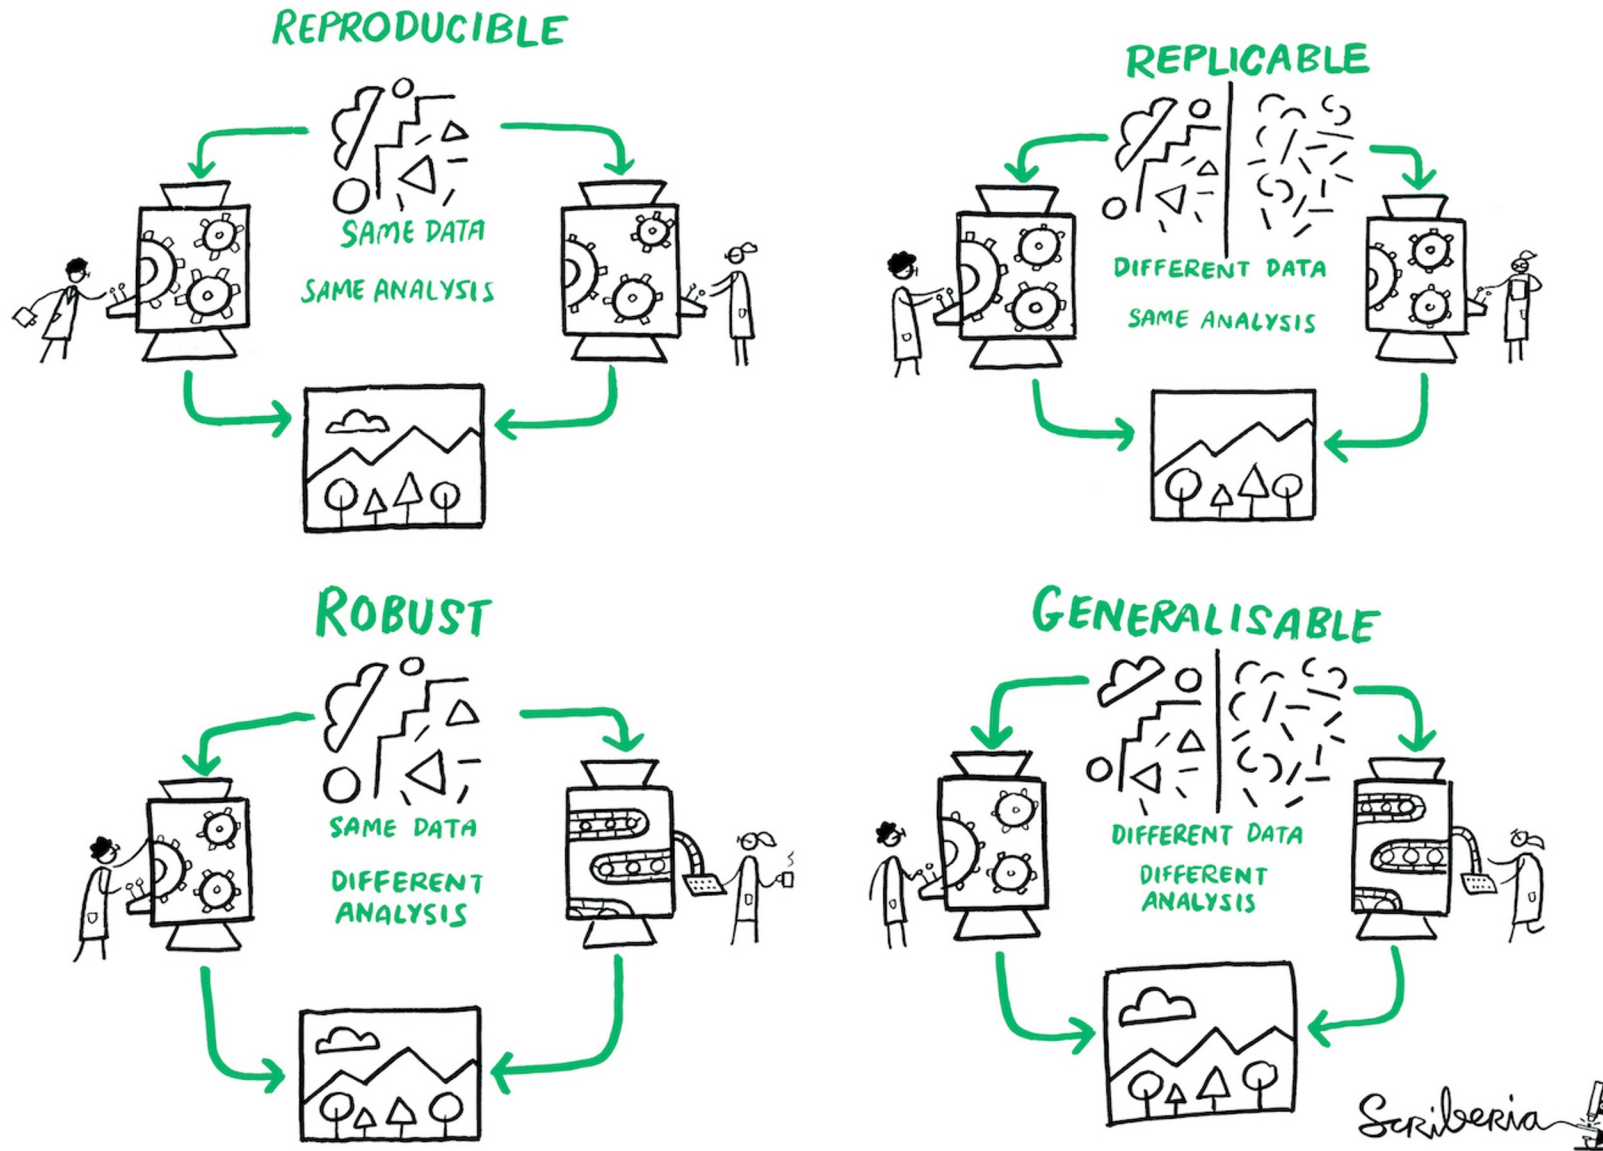 REPRODUCIBLE
SAME DATA
SAME ANALYSIS
REPLICABLE
DIFFERENT DATA
SAME ANALYSIS
ROBUST
SAME DATA
DIFFERENT
ANALYSIS
GENERALISABLE
DIFFERENT DATA
DIFFERENT
ANALYSIS
Scriberia